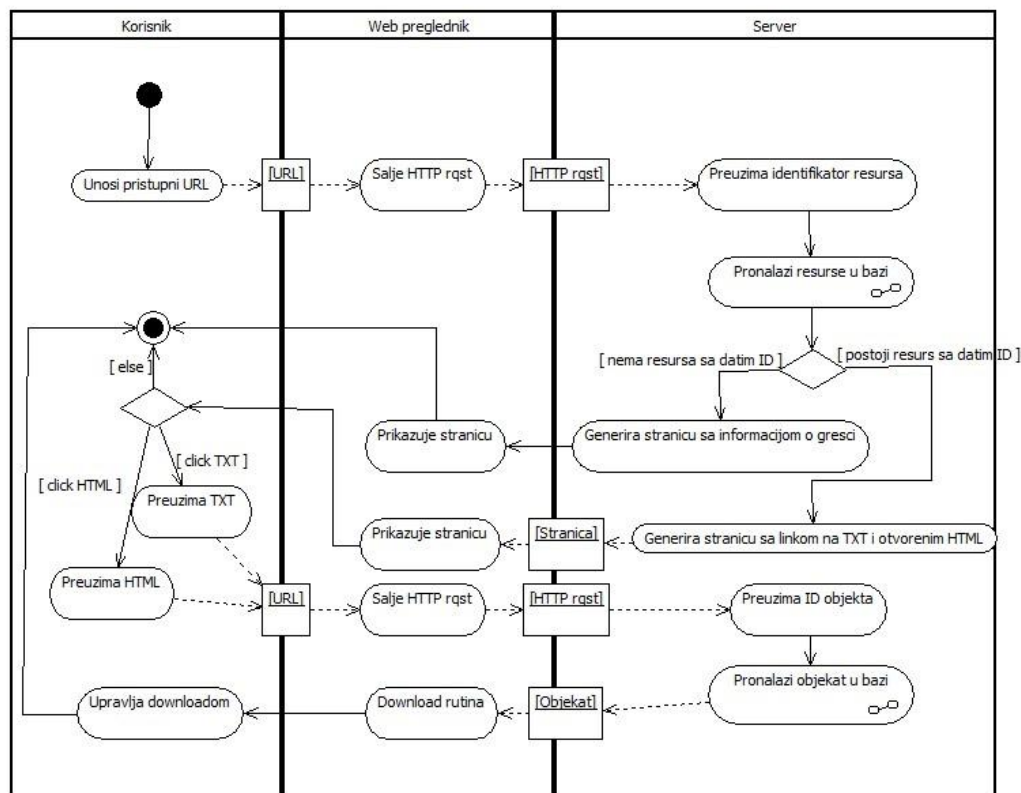 Korisnik
Web preglednik
Server
Unosi pristupni URL
[URL]
Salje HTTP rqst
[HTTP rqst]
Preuzima identifikator resursa
Pronalazi resurse u bazi
[ nema resursa sa datim ID ]
[ postoji resurs sa datim ID ]
[ else ]
Prikazuje stranicu
Generira stranicu sa informacijom o gresci
[ click TXT ]
[ click HTML ]
Preuzima TXT
Prikazuje stranicu
[Stranica]
Generira stranicu sa linkom na TXT i otvorenim HTML
Preuzima HTML
[URL]
Salje HTTP rqst
[HTTP rqst]
Preuzima ID objekta
Pronalazi objekat u bazi
Upravlja downloadom
Download rutina
[Objekat]